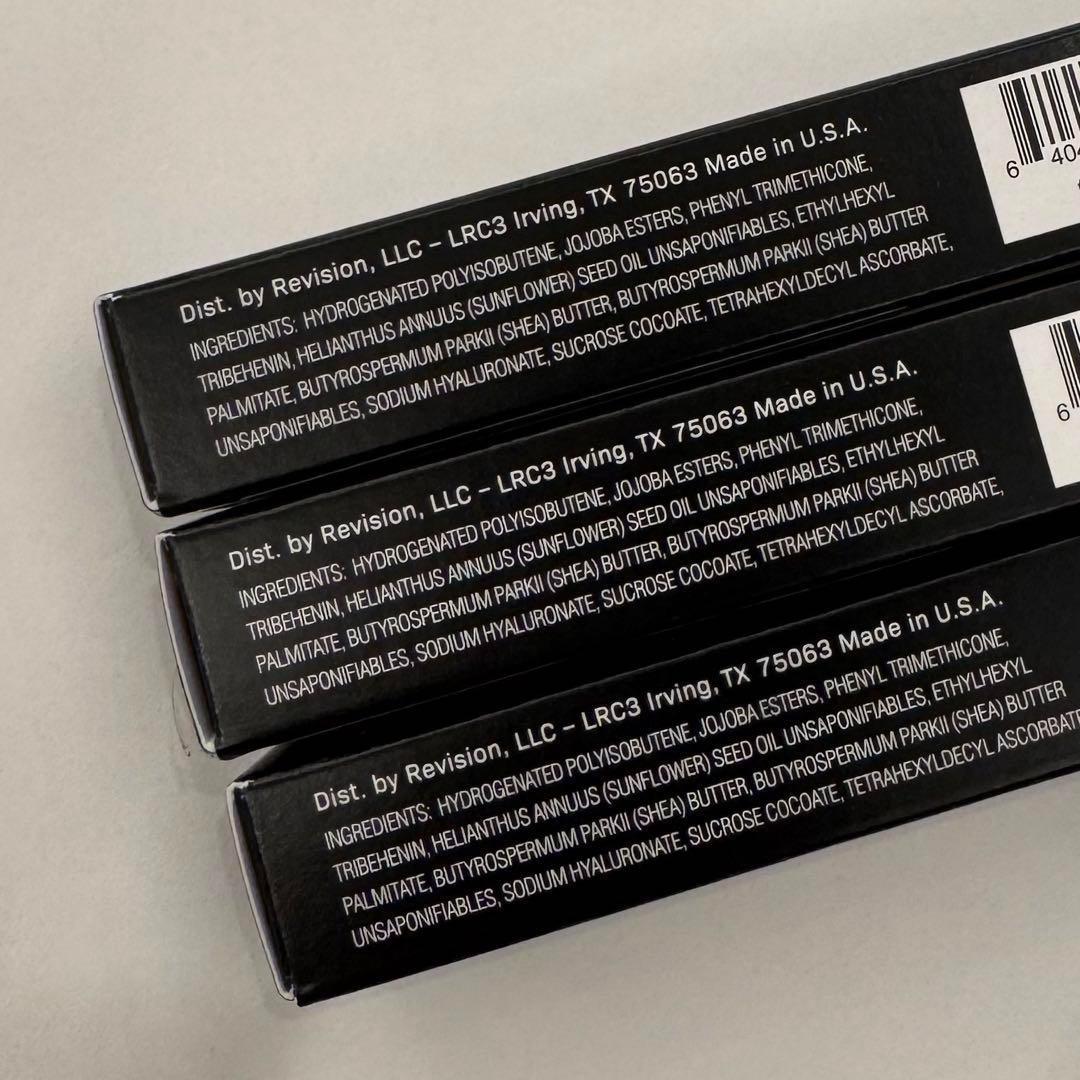 Dist. by Revision, LLC – LRC3 Irving, TX 75063 Made in U.S.A.
INGREDIENTS: HYDROGENATED POLYISOBUTENE, JOJOBA ESTERS, PHENYL TRIMETHICONE,
TRIBEHENIN, HELIANTHUS ANNUUS (SUNFLOWER) SEED OIL UNSAPONIFIABLES, ETHYLHEXYL
PALMITATE, BUTYROSPERMUM PARKII (SHEA) BUTTER, BUTYROSPERMUM PARKII (SHEA) BUTTER
UNSAPONIFIABLES, SODIUM HYALURONATE, SUCROSE COCOATE, TETRAHEXYLDECYL ASCORBATE,
6 404
Dist. by Revision, LLC – LRC3 Irving, TX 75063 Made in U.S.A.
INGREDIENTS: HYDROGENATED POLYISOBUTENE, JOJOBA ESTERS, PHENYL TRIMETHICONE,
TRIBEHENIN, HELIANTHUS ANNUUS (SUNFLOWER) SEED OIL UNSAPONIFIABLES, ETHYLHEXYL
PALMITATE, BUTYROSPERMUM PARKII (SHEA) BUTTER, BUTYROSPERMUM PARKII (SHEA) BUTTER
UNSAPONIFIABLES, SODIUM HYALURONATE, SUCROSE COCOATE, TETRAHEXYLDECYL ASCORBATE,
6
Dist. by Revision, LLC – LRC3 Irving, TX 75063 Made in U.S.A.
INGREDIENTS: HYDROGENATED POLYISOBUTENE, JOJOBA ESTERS, PHENYL TRIMETHICONE,
TRIBEHENIN, HELIANTHUS ANNUUS (SUNFLOWER) SEED OIL UNSAPONIFIABLES, ETHYLHEXYL
PALMITATE, BUTYROSPERMUM PARKII (SHEA) BUTTER, BUTYROSPERMUM PARKII (SHEA) BUTTER
UNSAPONIFIABLES, SODIUM HYALURONATE, SUCROSE COCOATE, TETRAHEXYLDECYL ASCORBATE